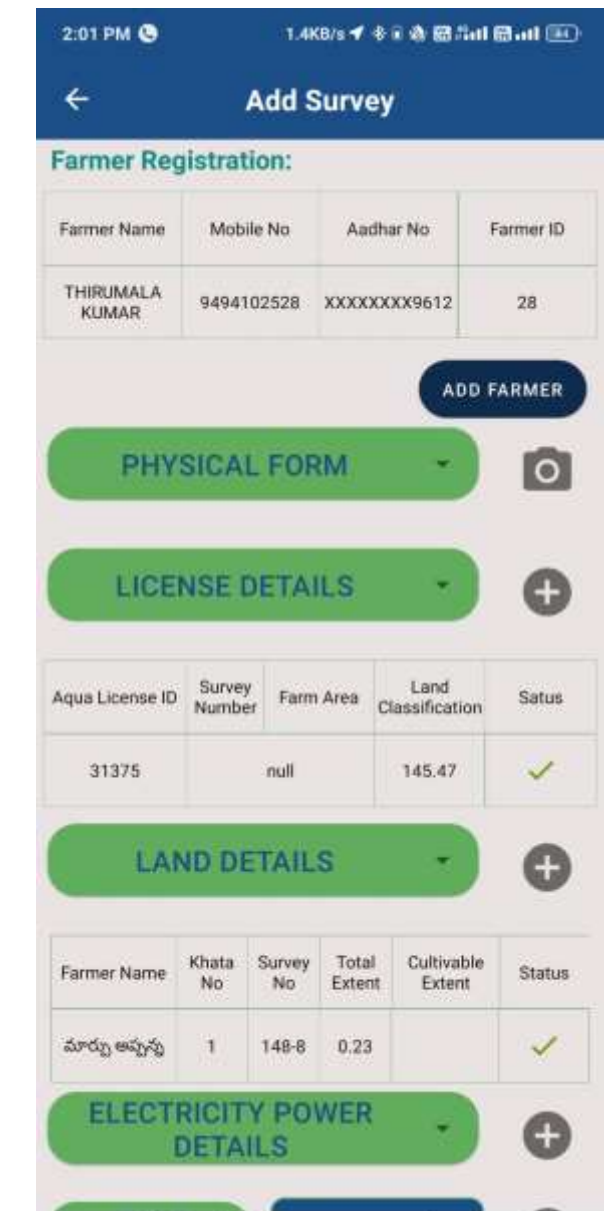 2:01 PM 1.4KB/s 84
Add Survey
Farmer Registration:
Farmer Name Mobile No Aadhar No Farmer ID
THIRUMALA
KUMAR 9494102528 XXXXXXXX9612 28
ADD FARMER
PHYSICAL FORM
LICENSE DETAILS
Aqua License ID Survey
Number Farm Area Land
Classification Satus
31375 null 145.47
LAND DETAILS
Farmer Name Khata
No Survey
No Total
Extent Cultivable
Extent Status
మార్పు అప్పన్న 1 148-8 0.23
ELECTRICITY POWER
DETAILS